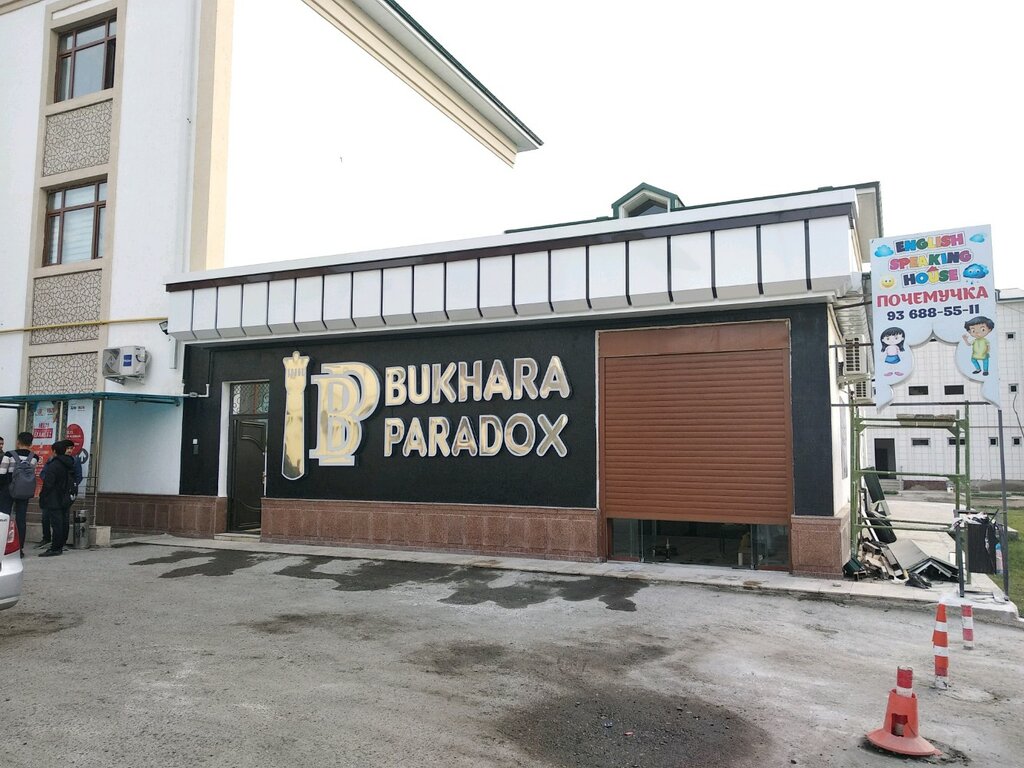 BP
BUKHARA
PARADOX
ENGLISH
SPEAKING
HOUSE
ПОЧЕМУЧКА
93 688-55-11